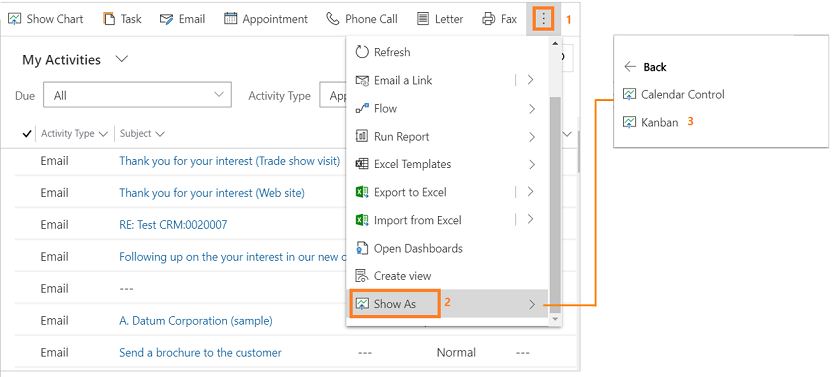 Show Chart Task Email Appointment Phone Call Letter Fax 1
My Activities
Due All Activity Type App
Activity Type Subject
Email Thank you for your interest (Trade show visit)
Email Thank you for your interest (Web site)
Email RE: Test CRM:0020007
Email Following up on the your interest in our new
Email ---
Email A. Datum Corporation (sample)
Email Send a brochure to the customer --- Normal ---
Refresh
Email a Link
Flow
Run Report
Excel Templates
Export to Excel
Import from Excel
Open Dashboards
Create view
Show As 2
Back
Calendar Control
Kanban 3